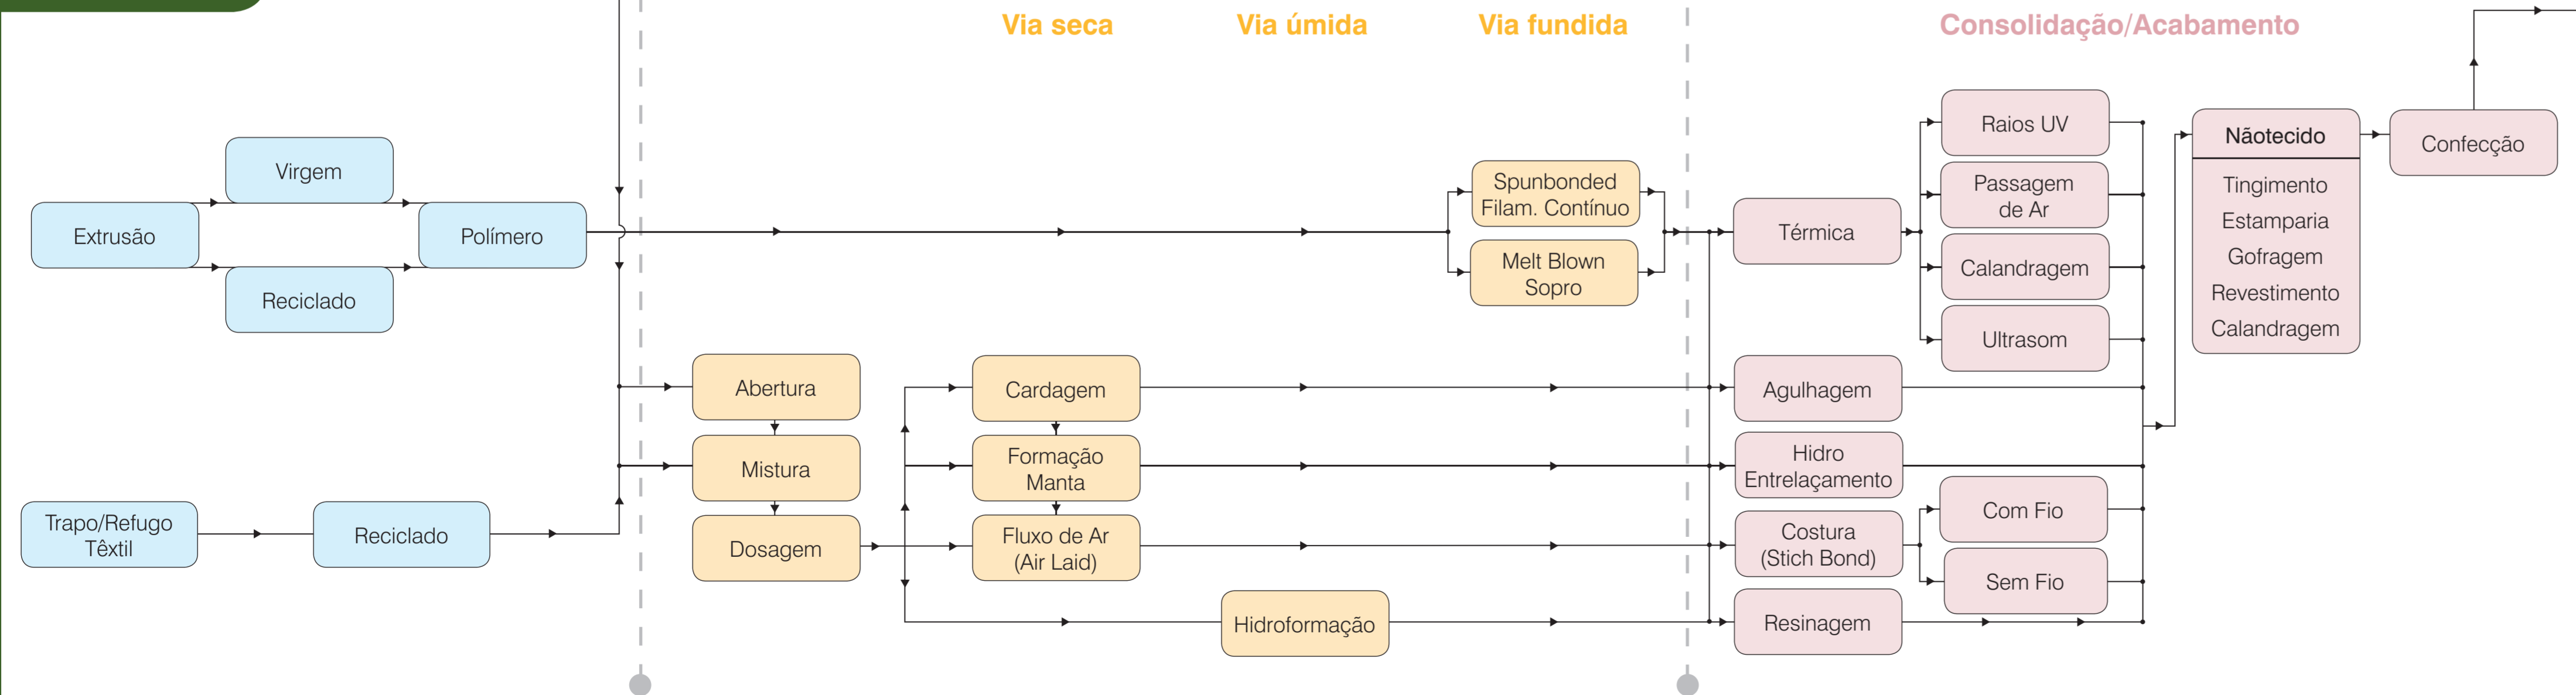 Via seca
Via úmida
Via fundida
Consolidação/Acabamento
Extrusão
Virgem
Reciclado
Polímero
Spunbonded
Filam. Contínuo
Melt Blown
Sopro
Térmica
Raios UV
Passagem
de Ar
Calandragem
Ultrasom
Nãotecido
Tingimento
Estamparia
Gofragem
Revestimento
Calandragem
Confecção
Trapo/Refugo
Têxtil
Reciclado
Abertura
Mistura
Dosagem
Cardagem
Formação
Manta
Fluxo de Ar
(Air Laid)
Hidroformação
Agulhagem
Hidro
Entrelaçamento
Costura
(Stich Bond)
Com Fio
Sem Fio
Resinagem